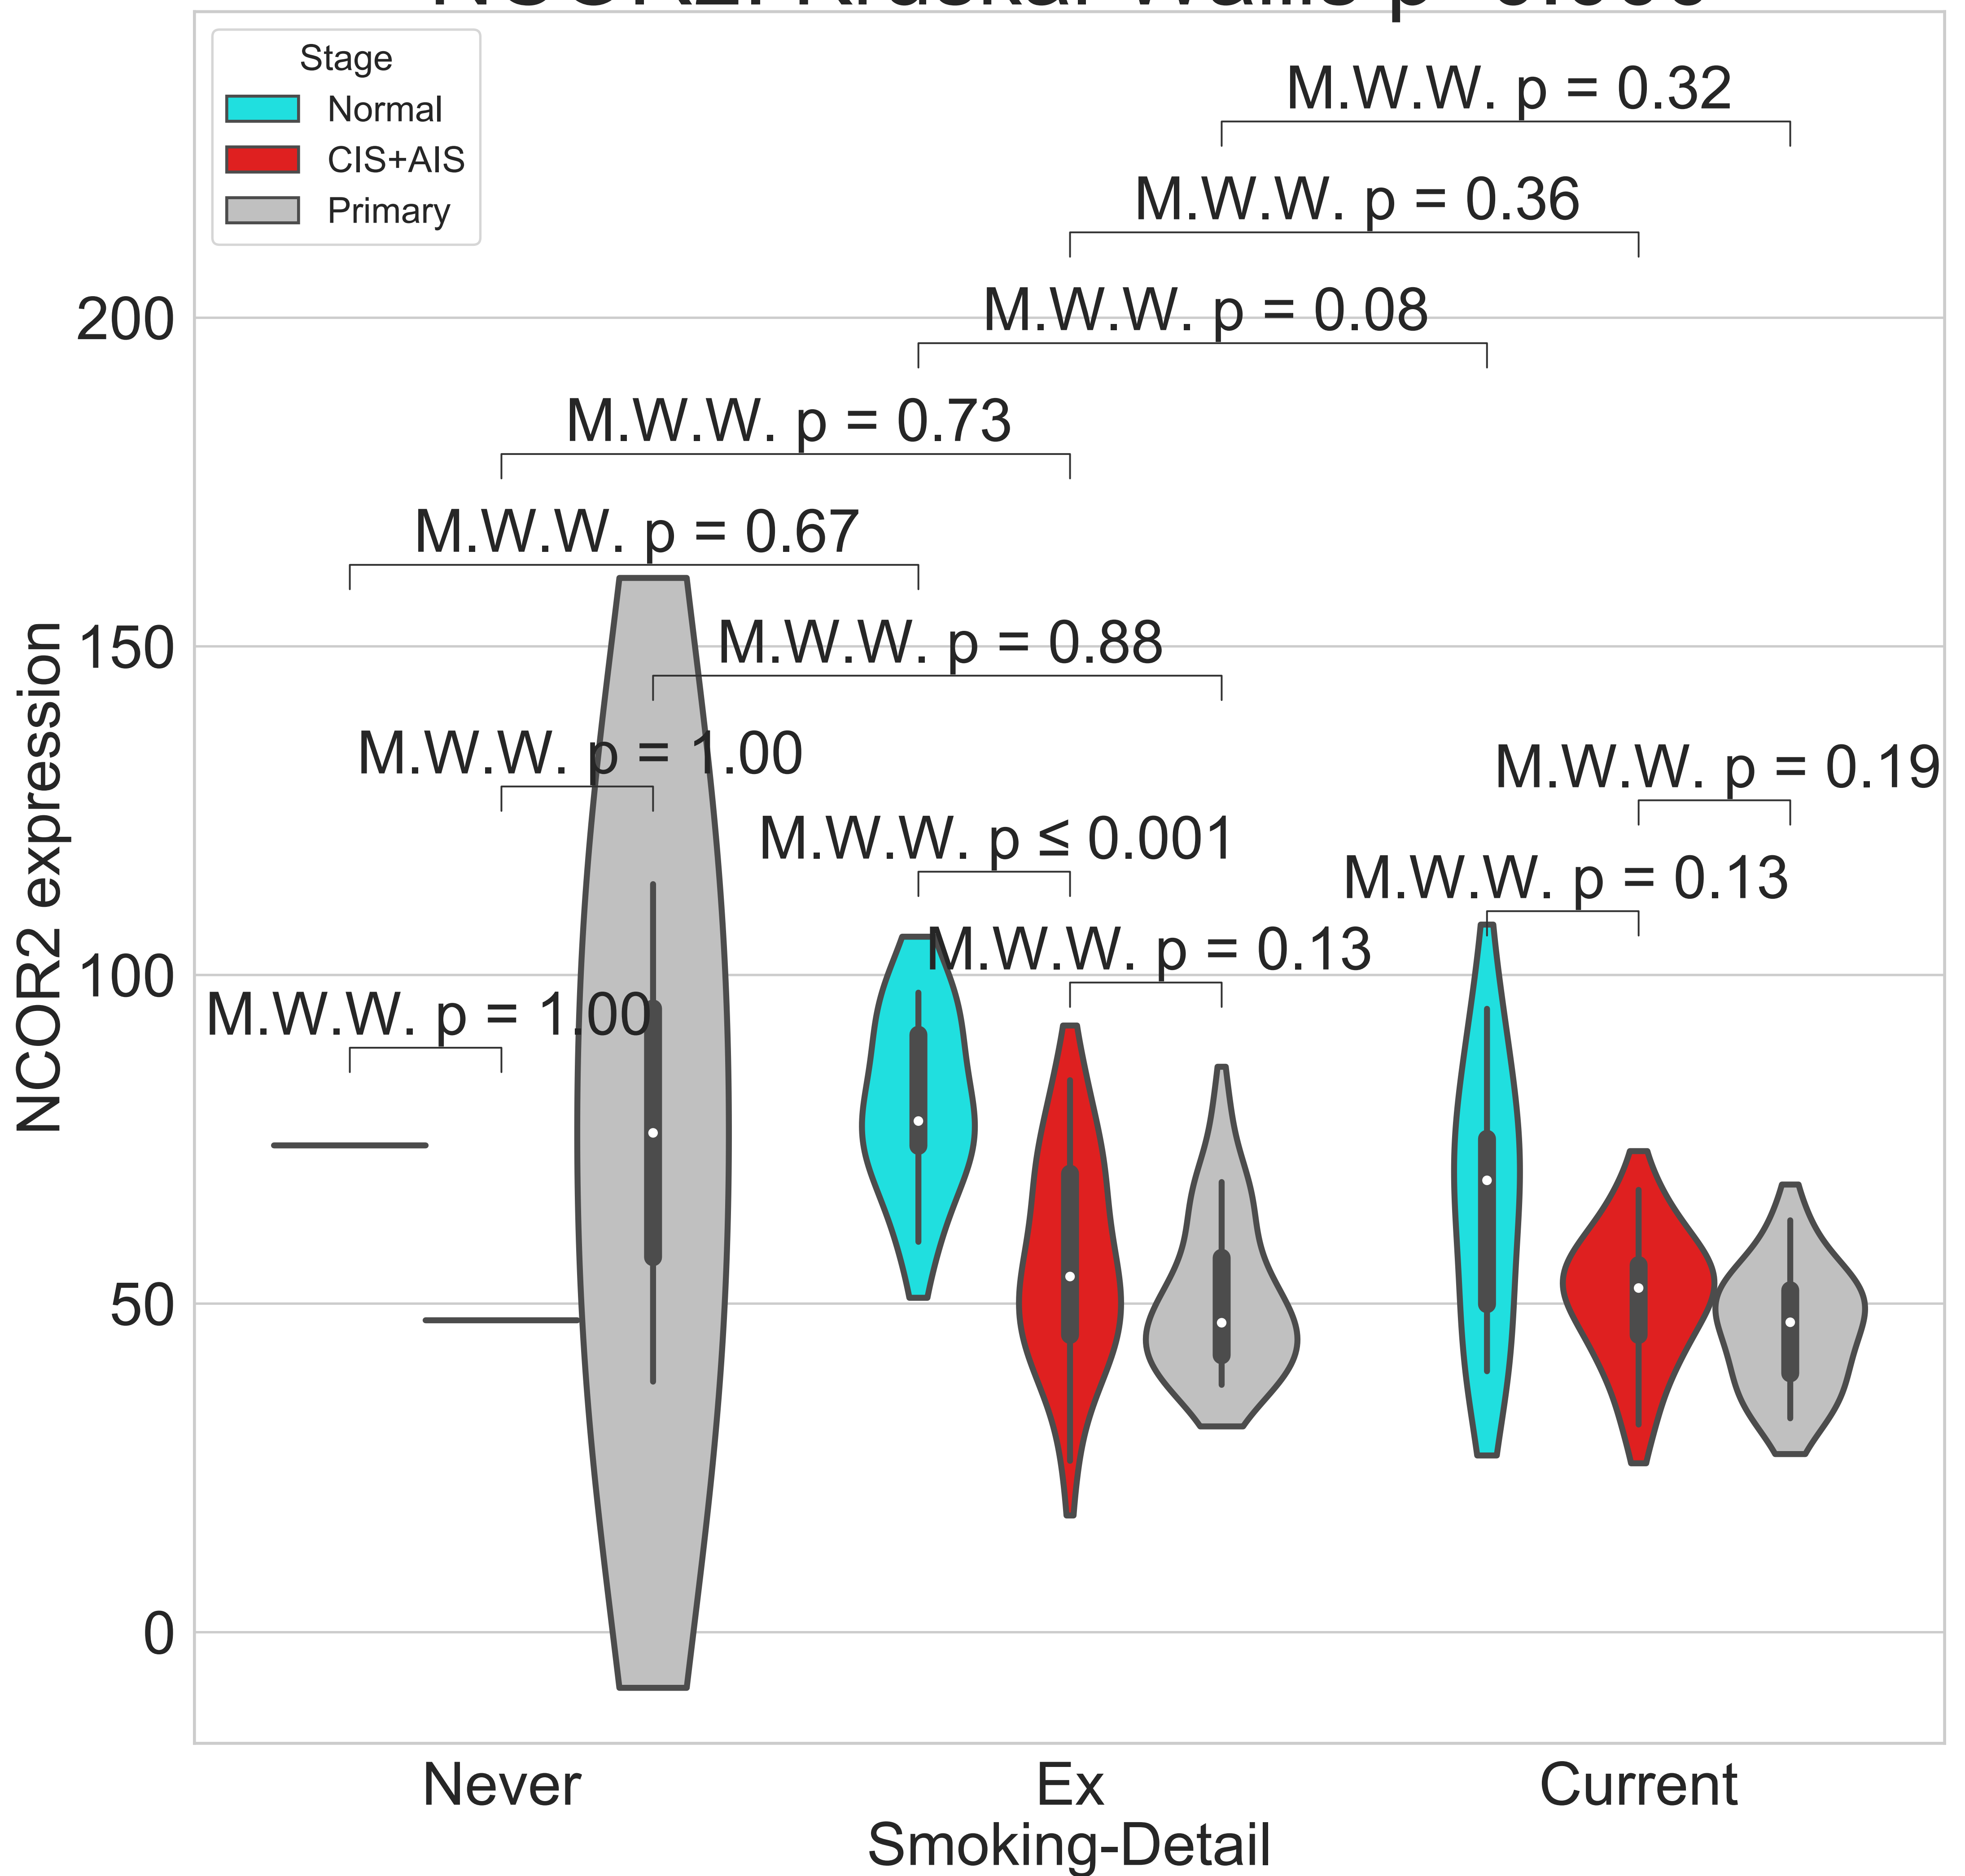 Stage
Normal
CIS+AIS
Primary
M.W.W. p = 0.32
M.W.W. p = 0.36
M.W.W. p = 0.08
M.W.W. p = 0.73
M.W.W. p = 0.67
M.W.W. p = 0.88
M.W.W. p = 1.00
M.W.W. p = 0.19
M.W.W. p ≤ 0.001
M.W.W. p = 0.13
M.W.W. p = 0.13
M.W.W. p = 1.00
200
150
100
50
0
NCOR2 expression
Never
Ex
Current
Smoking-Detail